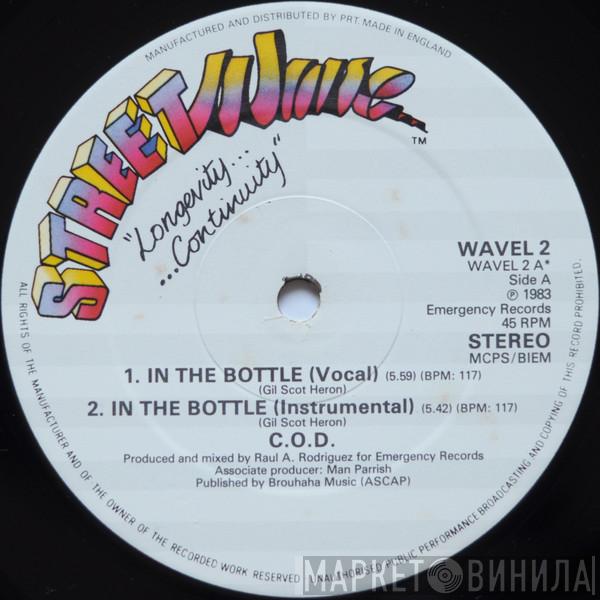 MANUFACTURED AND DISTRIBUTED BY PRT. MADE IN ENGLAND
STREETWave
TM
"Longevity...
...Continuity"
WAVEL 2
WAVEL 2 A*
Side A
℗ 1983
Emergency Records
45 RPM
STEREO
MCPS/BIEM
1. IN THE BOTTLE (Vocal) (5.59) (BPM: 117)
(Gil Scot Heron)
2. IN THE BOTTLE (Instrumental) (5.42) (BPM: 117)
(Gil Scot Heron)
C.O.D.
Produced and mixed by Raul A. Rodriguez for Emergency Records
Associate producer: Man Parrish
Published by Brouhaha Music (ASCAP)
ALL RIGHTS OF THE MANUFACTURER AND OF THE OWNER OF THE RECORDED WORK RESERVED · UNAUTHORISED PUBLIC PERFORMANCE BROADCASTING AND COPYING OF THIS RECORD PROHIBITED.
МАРКЕТ ВИНИЛА